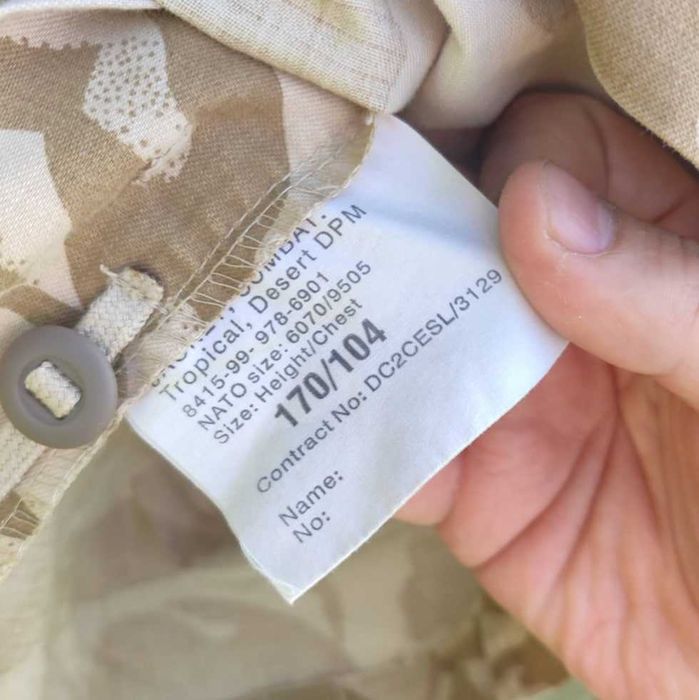 COMBAT.
Tropical, Desert DPM
8415-99- 978-6901
NATO size: 6070/9505
Size: Height/Chest
170/104
Contract No: DC2CESL/3129
Name:
No: